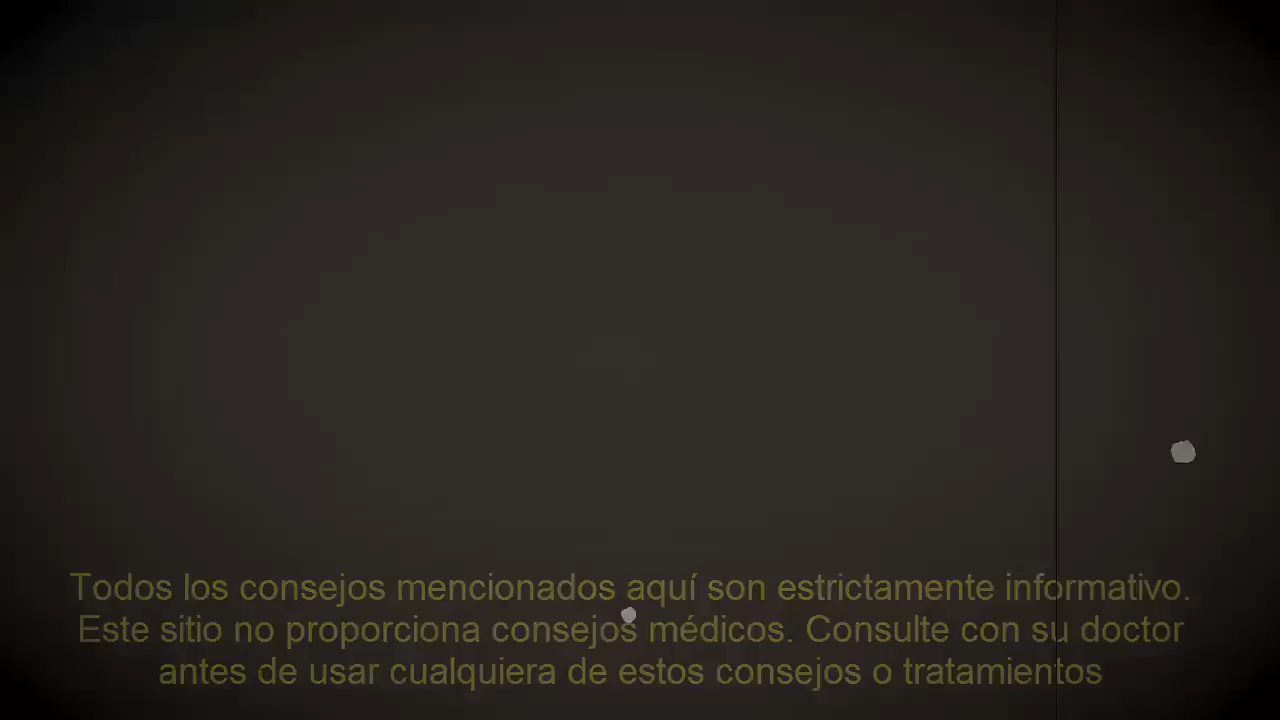 Todos los consejos mencionados aquí son estrictamente informativo.
Este sitio no proporciona consejos médicos. Consulte con su doctor
antes de usar cualquiera de estos consejos o tratamientos